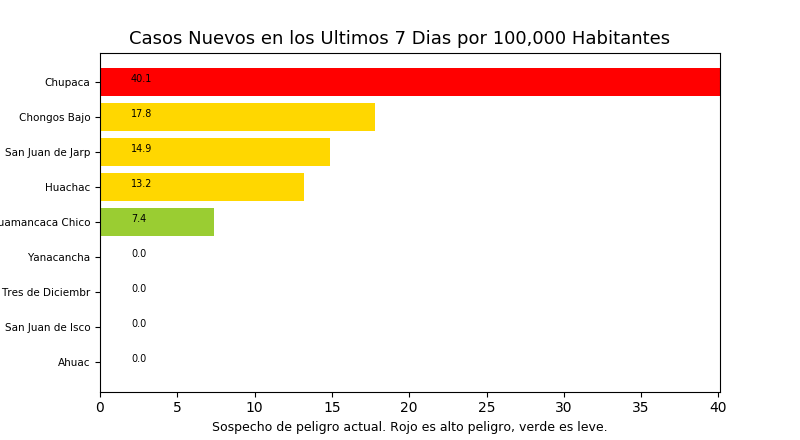 Casos Nuevos en los Ultimos 7 Dias por 100,000 Habitantes
Chupaca 40.1
Chongos Bajo 17.8
San Juan de Jarp 14.9
Huachac 13.2
uamancaca Chico 7.4
Yanacancha 0.0
Tres de Diciembr 0.0
San Juan de Isco 0.0
Ahuac 0.0
0 5 10 15 20 25 30 35 40
Sospecho de peligro actual. Rojo es alto peligro, verde es leve.